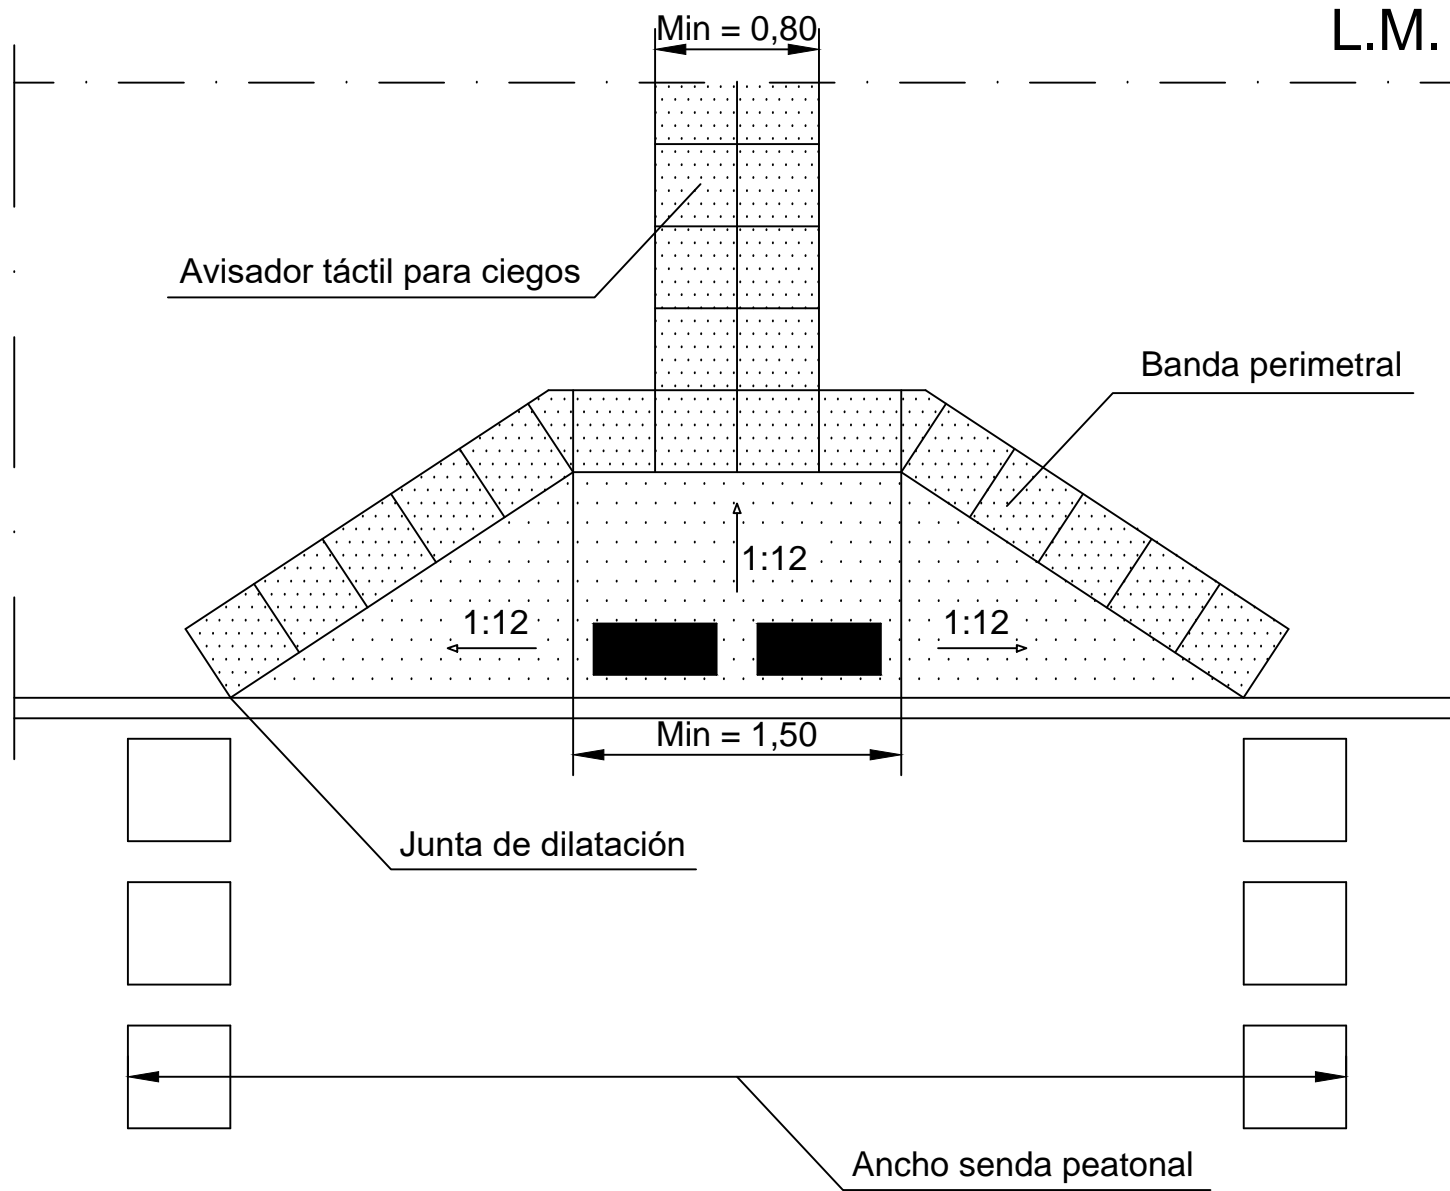 Min = 0,80
L.M.
Avisador táctil para ciegos
Banda perimetral
1:12
1:12
1:12
Min = 1,50
Junta de dilatación
Ancho senda peatonal